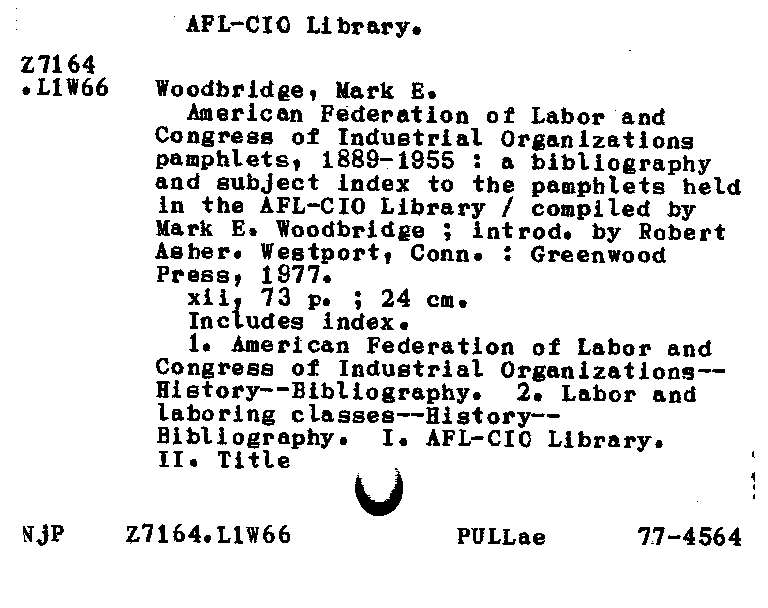 AFL-CIO Library.
Z7164
.L1W66 Woodbridge, Mark E.
American Federation of Labor and
Congress of Industrial Organizations
pamphlets, 1889-1955 : a bibliography
and subject index to the pamphlets held
in the AFL-CIO Library / compiled by
Mark E. Woodbridge ; introd. by Robert
Asher. Westport, Conn. : Greenwood
Press, 1977.
xii, 73 p. ; 24 cm.
Includes index.
1. American Federation of Labor and
Congress of Industrial Organizations--
History--Bibliography. 2. Labor and
laboring classes--History--
Bibliography. I. AFL-CIO Library.
II. Title
NjP Z7164.L1W66 PULLae 77-4564